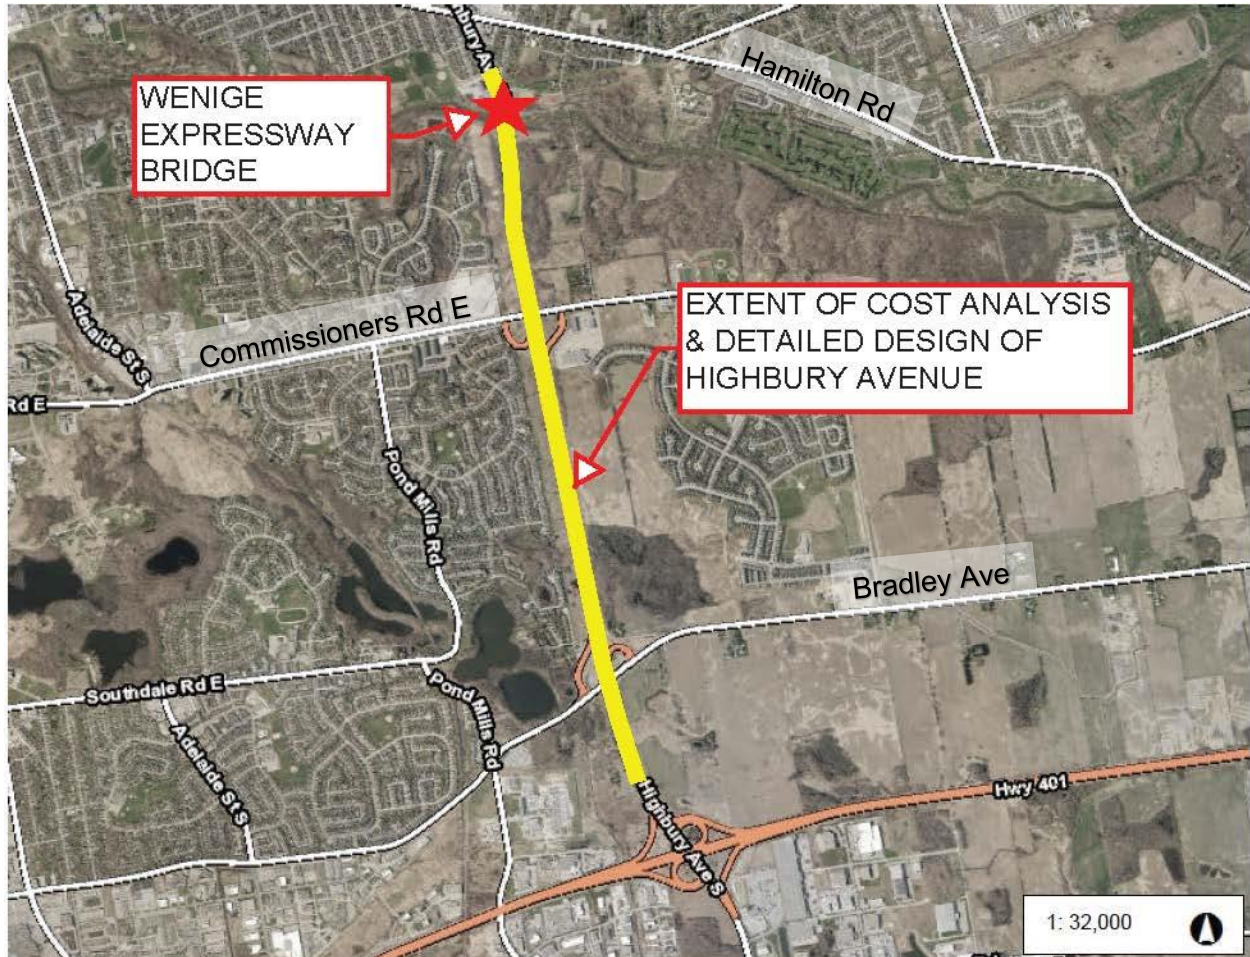 hbury A
Hamilton Rd
WENIGE
EXPRESSWAY
BRIDGE
Adelaide St S
Commissioners Rd E
EXTENT OF COST ANALYSIS
& DETAILED DESIGN OF
HIGHBURY AVENUE
Rd E
Pond Mills Rd
Bradley Ave
Southdale Rd E
Pond Mills Rd
Adelaide St S
Highbury Ave S
Hwy 401
1: 32,000